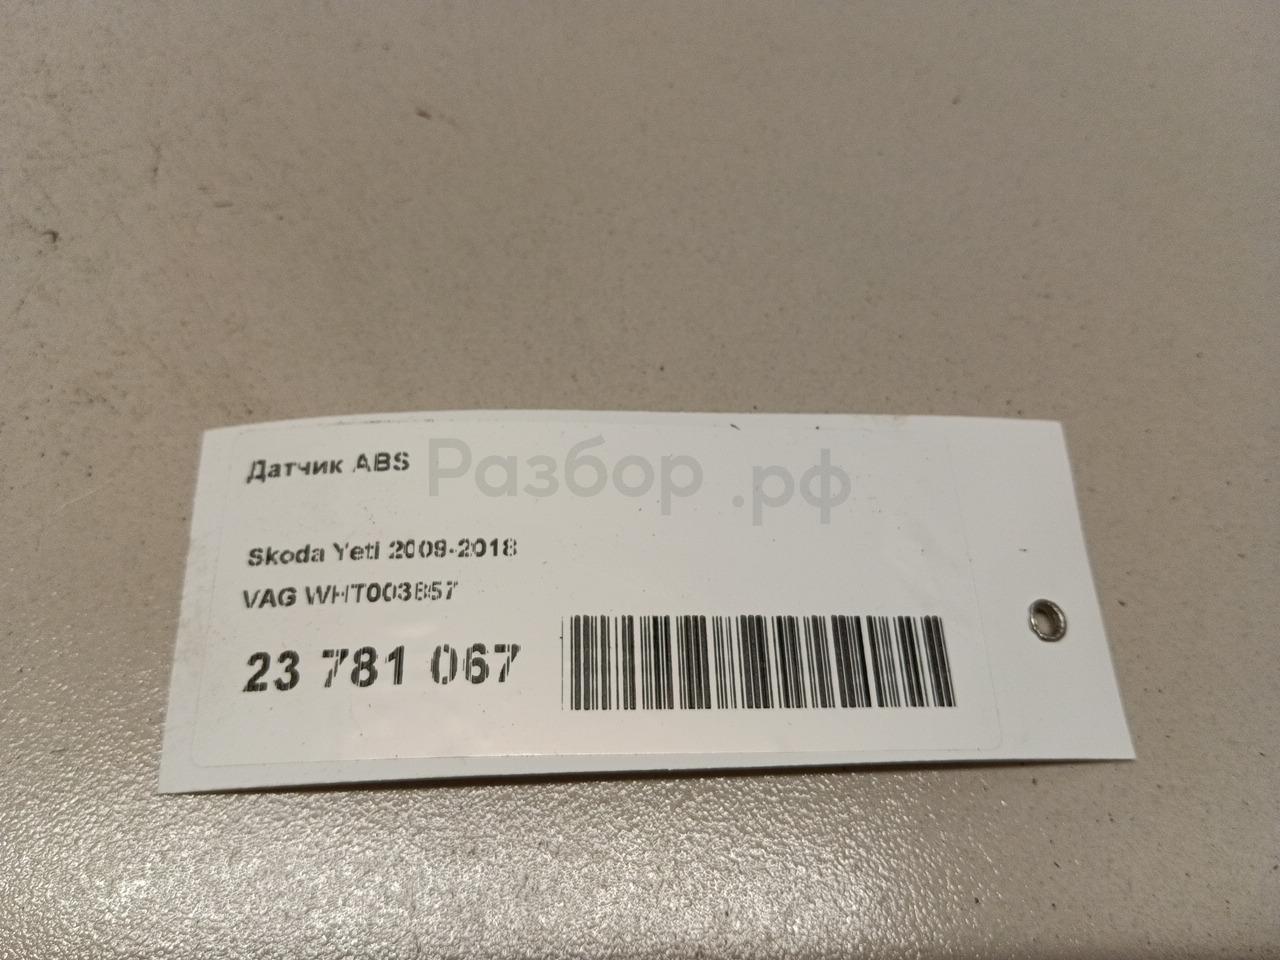 Датчик ABS
Разбор.рф
Skoda Yeti 2009-2018
VAG WHT003857
23 781 067